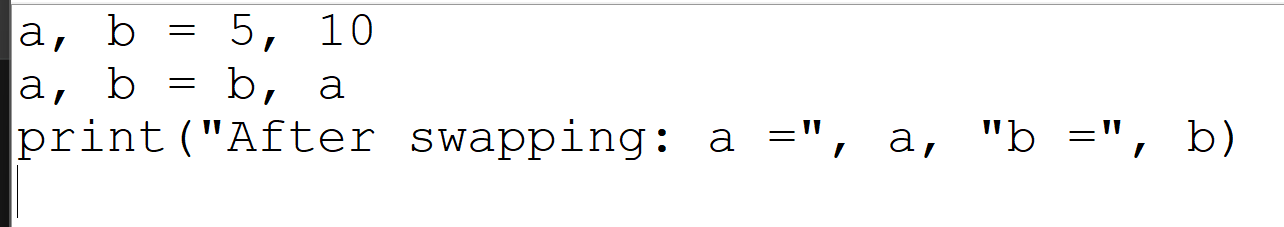 a, b = 5, 10
a, b = b, a
print("After swapping: a =", a, "b =", b)